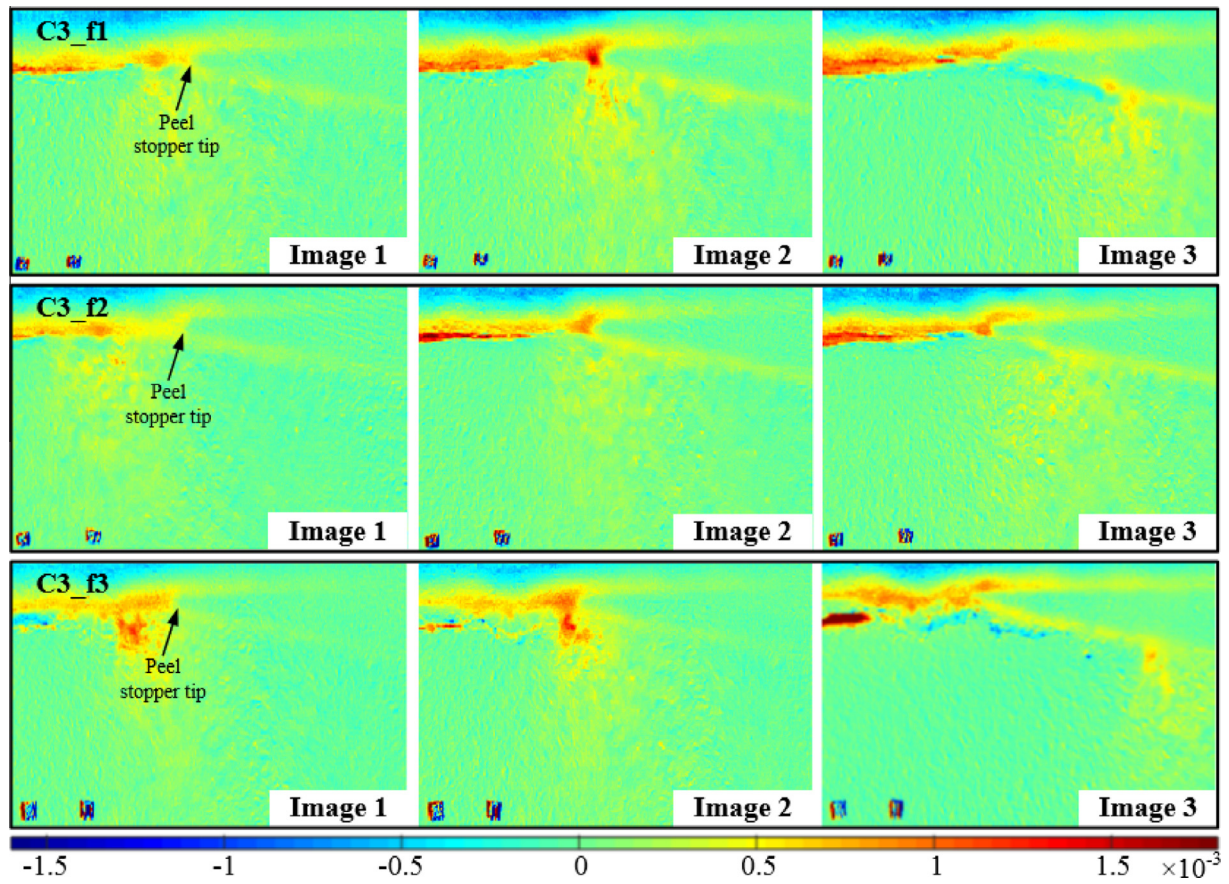 C3_f1
Peel
stopper tip
Image 1
Image 2
Image 3
C3_f2
Peel
stopper tip
Image 1
Image 2
Image 3
C3_f3
Peel
stopper tip
Image 1
Image 2
Image 3
-1.5 -1 -0.5 0 0.5 1 1.5 ×10⁻³